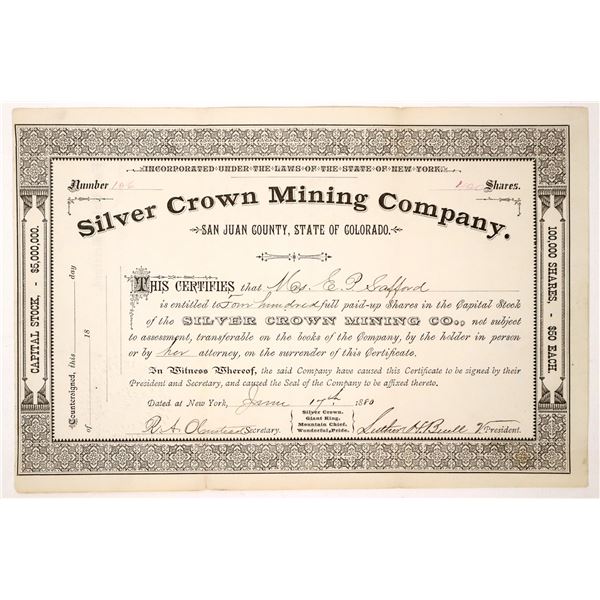 INCORPORATED UNDER THE LAWS OF THE STATE OF NEW YORK.
Number 106 Shares.
Silver Crown Mining Company.
SAN JUAN COUNTY, STATE OF COLORADO.
THIS CERTIFIES that Mrs. E. P. Safford
is entitled to Four hundred full paid-up Shares in the Capital Stock
of the SILVER CROWN MINING CO., not subject
to assessment, transferable on the books of the Company, by the holder in person
or by her attorney, on the surrender of this Certificate.
In Witness Whereof, the said Company have caused this Certificate to be signed by their
President and Secretary, and caused the Seal of the Company to be affixed thereto.
Dated at New York, June 17th 1880
Silver Crown,
Giant King,
Mountain Chief,
Wonderful, Pride.
R. A. Olmstead Secretary.
H. Buell V President.
CAPITAL STOCK, - $5,000,000.
Countersigned, this day
of 18
100,000 SHARES, - $50 EACH.